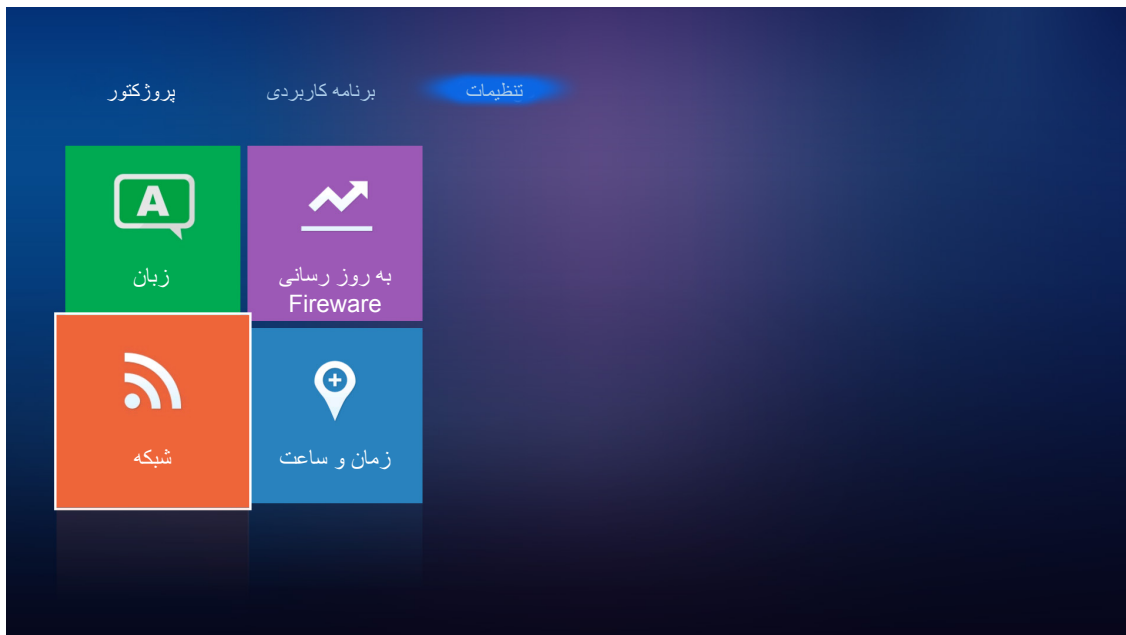 پروژکتور
برنامه کاربردی
تنظیمات
A
زبان
به روز رسانی
Fireware
شبکه
زمان و ساعت